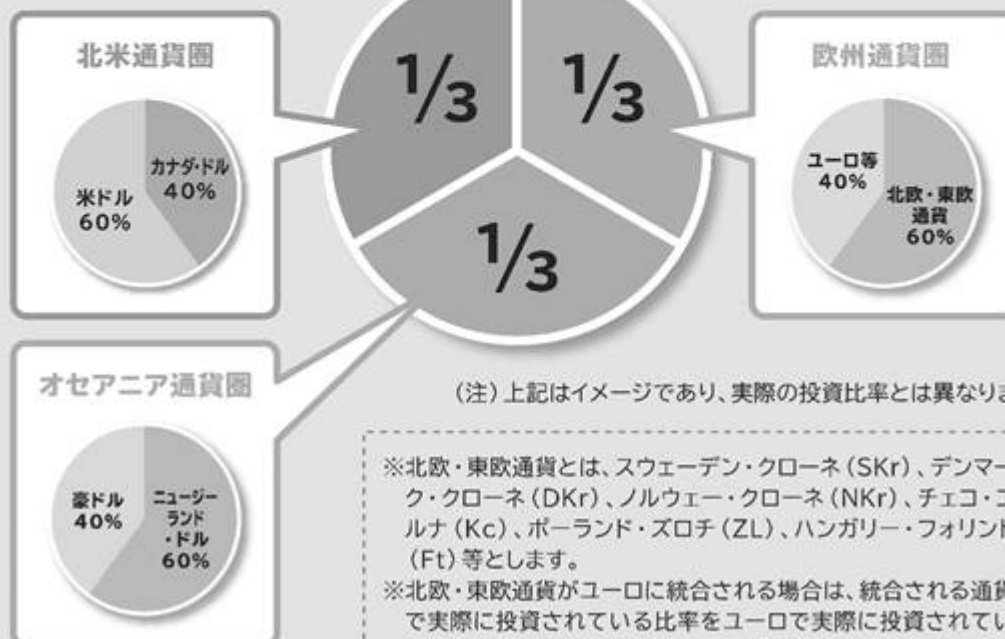 北米通貨圏
カナダ・ドル
40%
米ドル
60%
1/3
1/3
1/3
欧州通貨圏
ユーロ等
40%
北欧・東欧
通貨
60%
オセアニア通貨圏
豪ドル
40%
ニュージー
ランド
・ドル
60%
（注）上記はイメージであり、実際の投資比率とは異なりま
※北欧・東欧通貨とは、スウェーデン・クローネ（SKr）、デンマー
ク・クローネ（DKr）、ノルウェー・クローネ（NKr）、チェコ・コ
ルナ（Kc）、ポーランド・ズロチ（ZL）、ハンガリー・フォリント
（Ft）等とします。
※北欧・東欧通貨がユーロに統合される場合は、統合される通貨
で実際に投資されている比率をユーロで実際に投資されてい